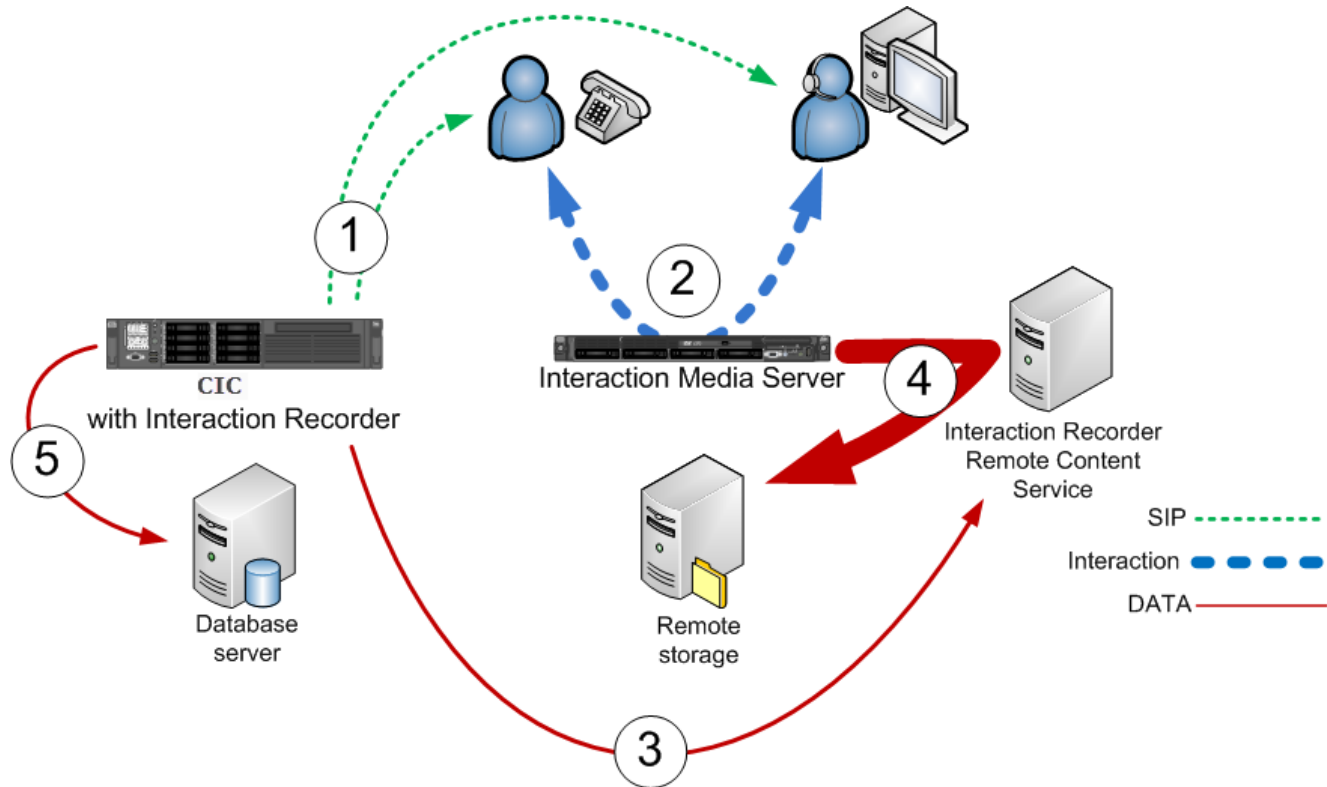 1
2
CIC
with Interaction Recorder
Interaction Media Server
4
Interaction Recorder
Remote Content
Service
5
Database
server
Remote
storage
SIP
Interaction
DATA
3